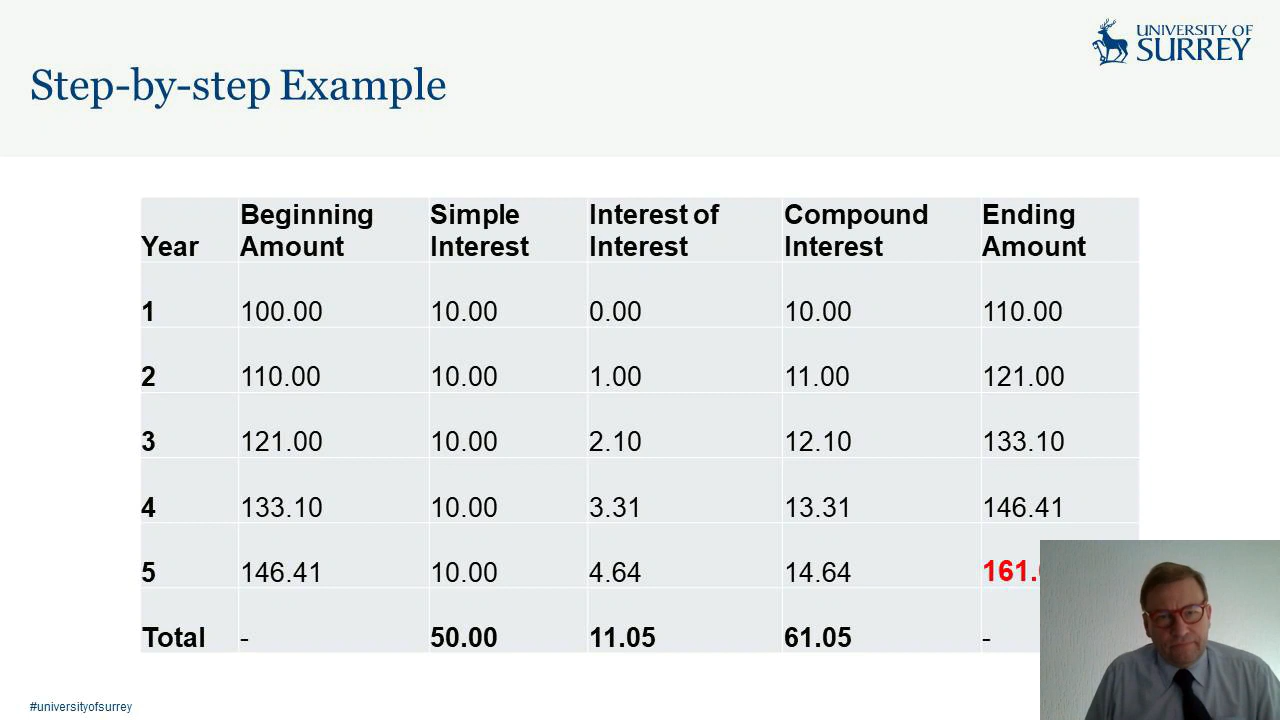 UNIVERSITY OF
SURREY
Step-by-step Example
Year Beginning Amount Simple Interest Interest of Interest Compound Interest Ending Amount
1 100.00 10.00 0.00 10.00 110.00
2 110.00 10.00 1.00 11.00 121.00
3 121.00 10.00 2.10 12.10 133.10
4 133.10 10.00 3.31 13.31 146.41
5 146.41 10.00 4.64 14.64 161.
Total - 50.00 11.05 61.05 -
#universityofsurrey